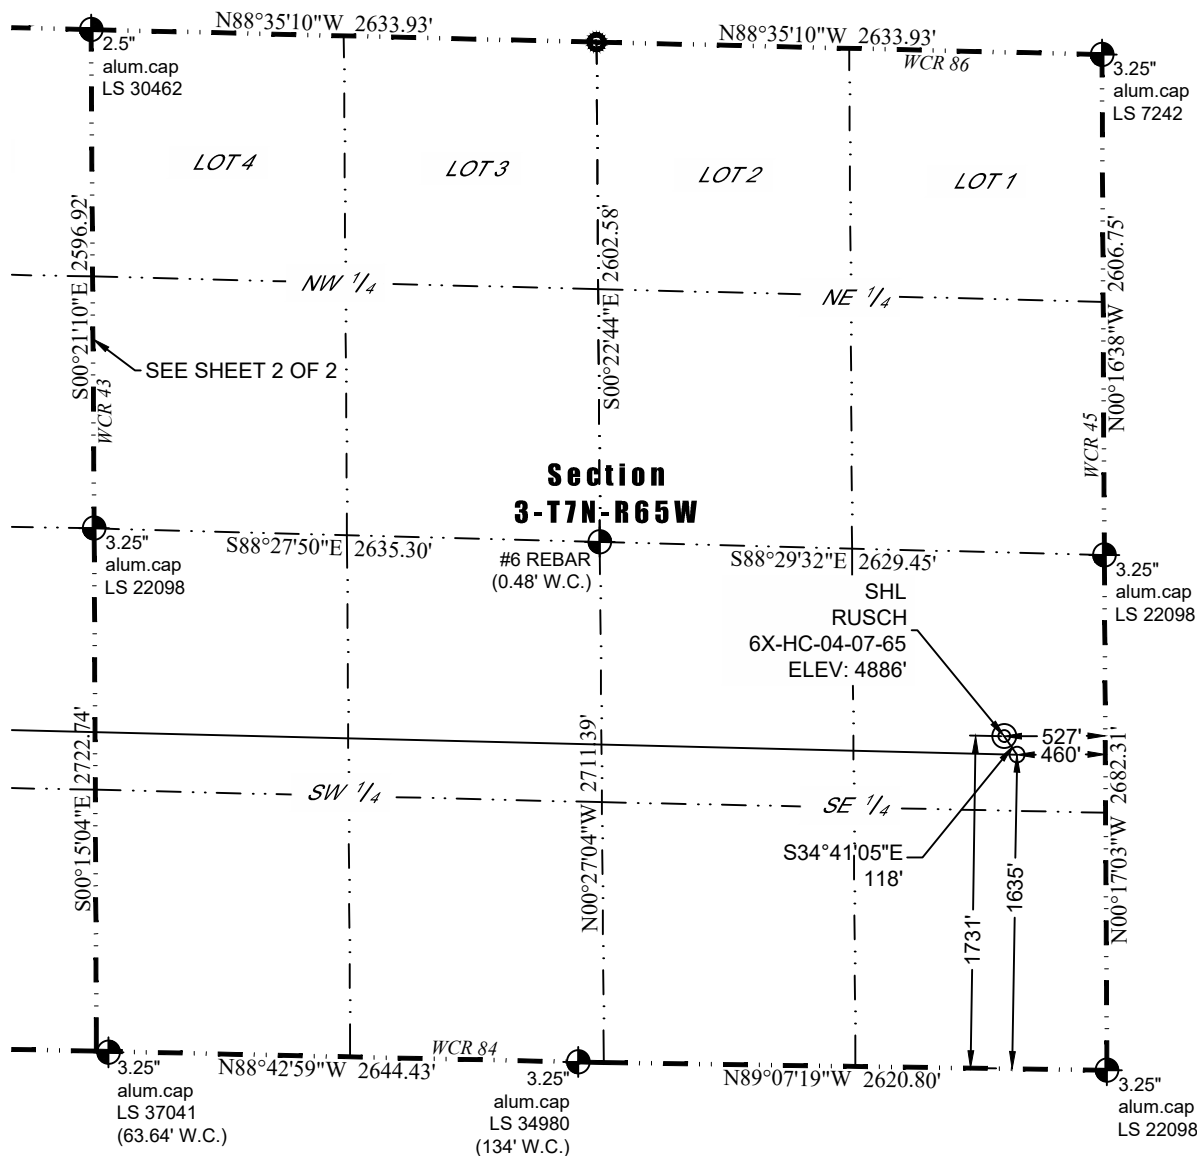 N88°35'10"W 2633.93'
N88°35'10"W 2633.93'
WCR 86
2.5"
alum.cap
LS 30462
3.25"
alum.cap
LS 7242
LOT 4
LOT 3
LOT 2
LOT 1
S00°21'10"E 2596.92'
S00°22'44"E 2602.58'
N00°16'38"W 2606.75'
NW 1/4
NE 1/4
SEE SHEET 2 OF 2
WCR 43
WCR 45
Section
3-T7N-R65W
3.25"
alum.cap
LS 22098
S88°27'50"E 2635.30'
#6 REBAR
(0.48' W.C.)
S88°29'32"E 2629.45'
3.25"
alum.cap
LS 22098
SHL
RUSCH
6X-HC-04-07-65
ELEV: 4886'
527'
460'
S00°15'04"E 2722.74'
N00°27'04"W 2711.39'
N00°17'03"W 2682.31'
SW 1/4
SE 1/4
S34°41'05"E
118'
1731'
1635'
WCR 84
3.25"
alum.cap
LS 37041
(63.64' W.C.)
N88°42'59"W 2644.43'
3.25"
alum.cap
LS 34980
(134' W.C.)
N89°07'19"W 2620.80'
3.25"
alum.cap
LS 22098